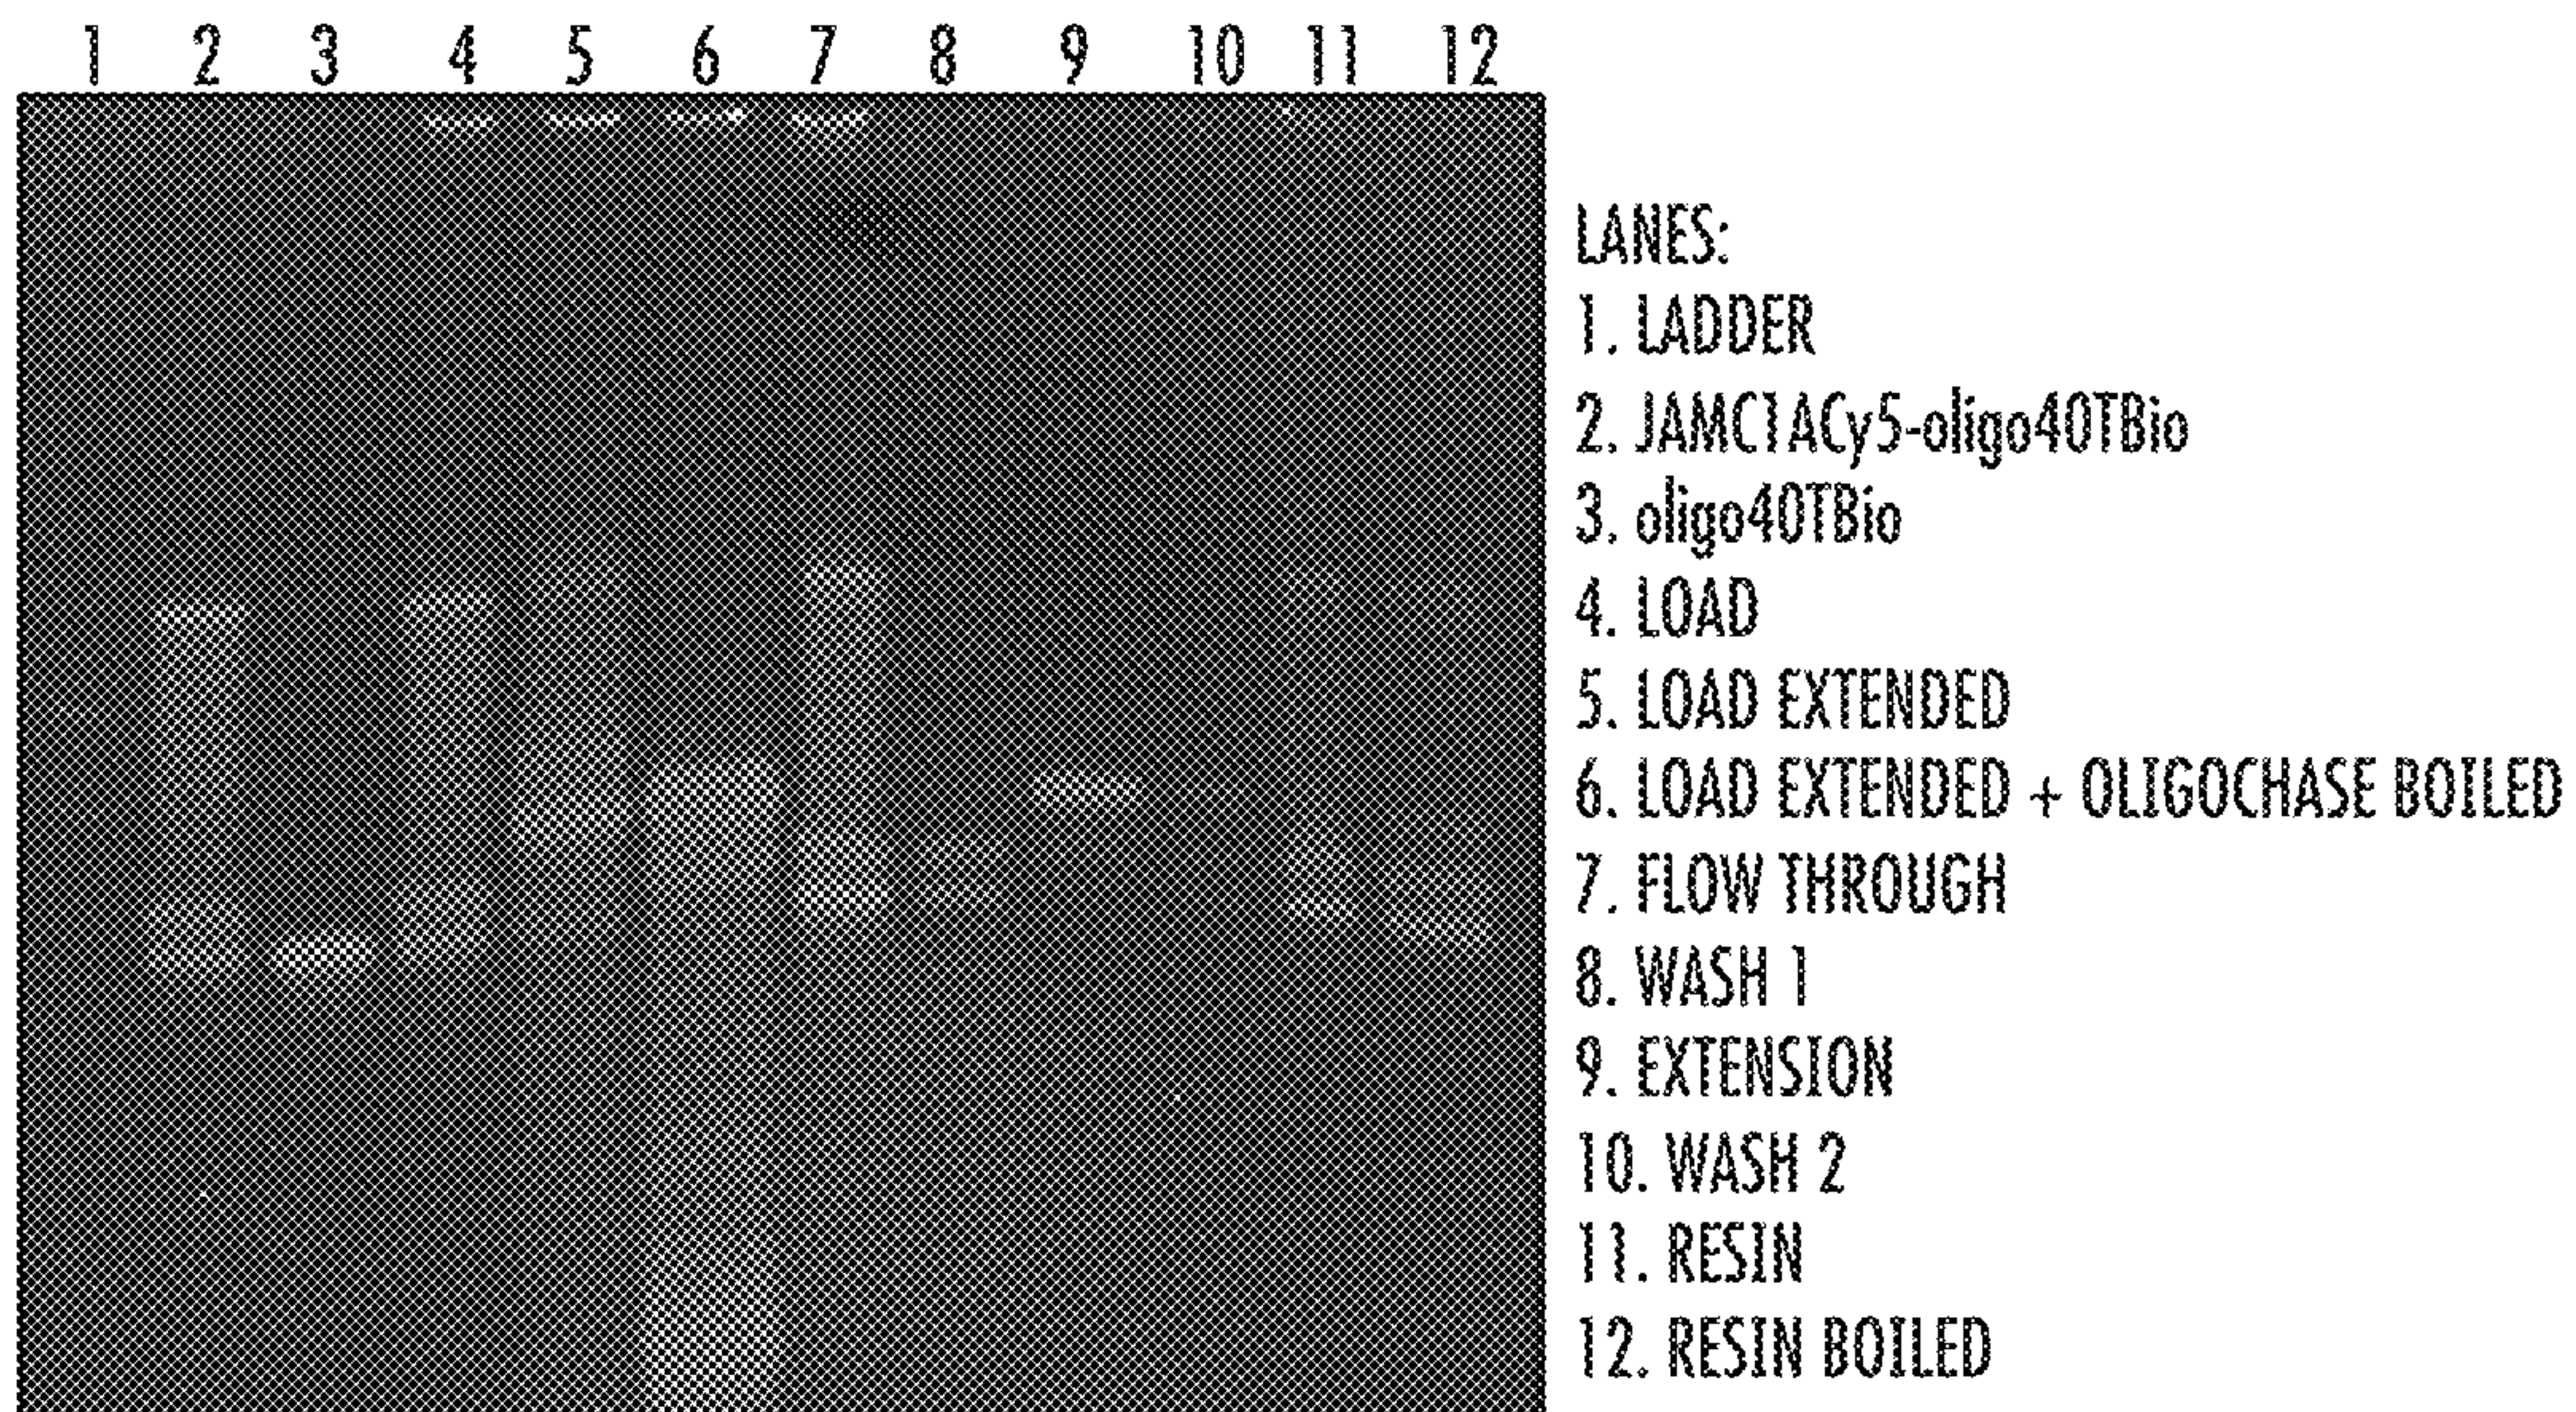 1 2 3 4 5 6 7 8 9 10 11 12
LANES:
1. LADDER
2. JAMC1ACy5-oligo40TBio
3. oligo40TBio
4. LOAD
5. LOAD EXTENDED
6. LOAD EXTENDED + OLIGOCHASE BOILED
7. FLOW THROUGH
8. WASH 1
9. EXTENSION
10. WASH 2
11. RESIN
12. RESIN BOILED